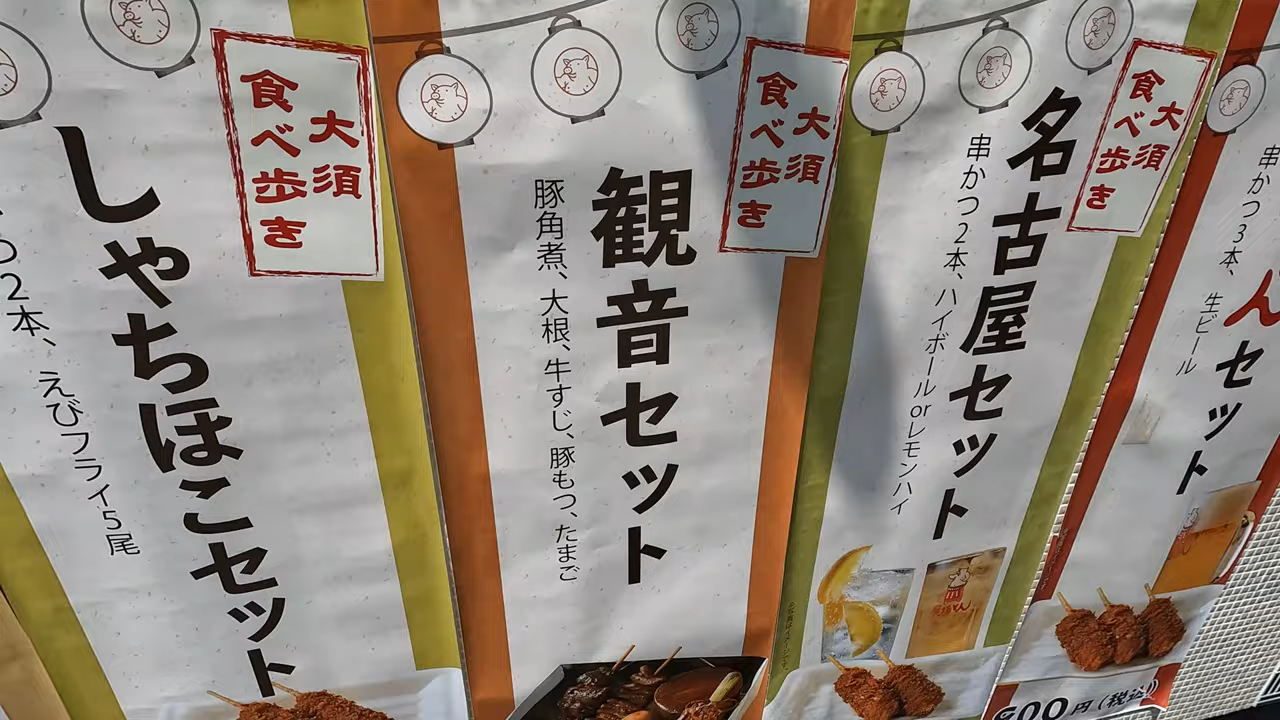 大須
食べ歩き
しゃちほこセット
2本、えびフライ5尾
大須
食べ歩き
観音セット
豚角煮、大根、牛すじ、豚もつ、たまご
大須
食べ歩き
名古屋セット
串かつ2本、ハイボールorレモンハイ
んセット
串かつ3本、
生ビール
00円(税込)